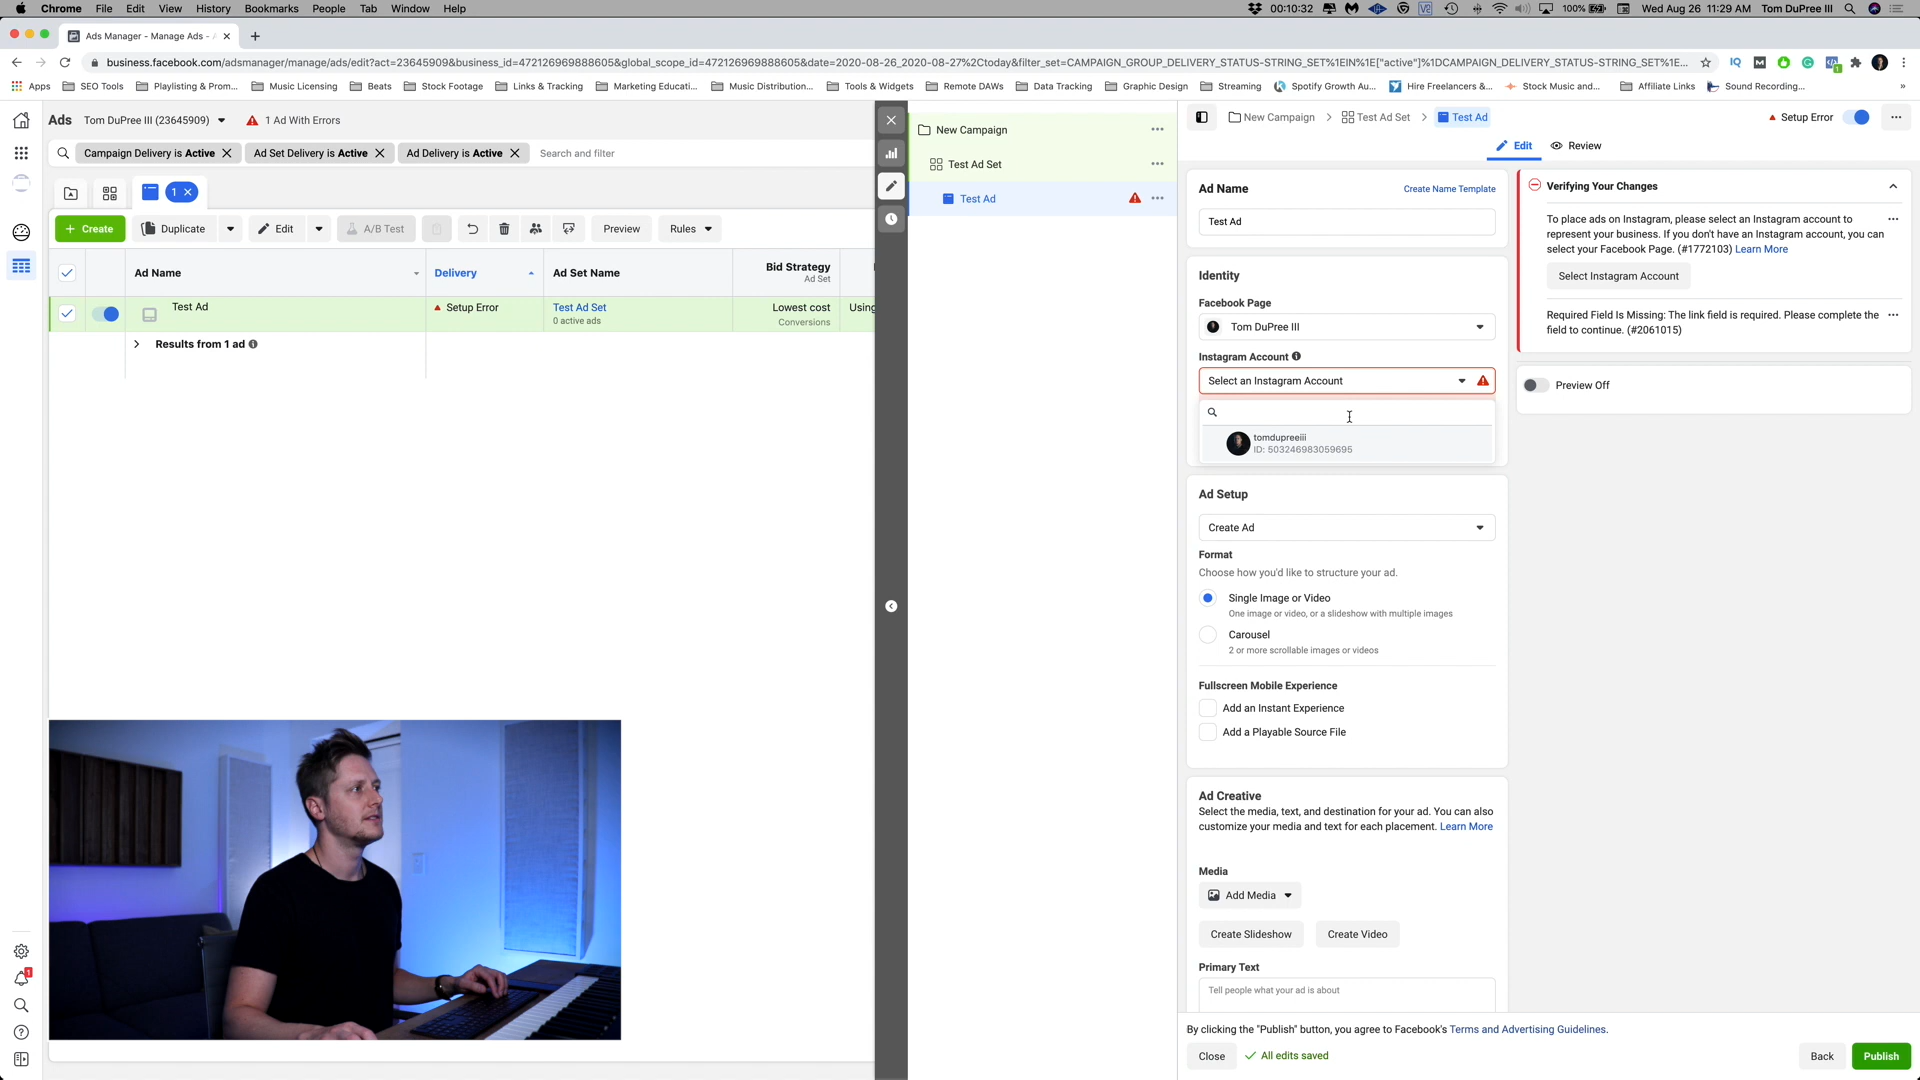 Chrome File Edit View History Bookmarks People Tab Window Help
00:10:32 100% Wed Aug 26 11:29 AM Tom DuPree III
Ads Manager - Manage Ads -
business.facebook.com/adsmanager/manage/ads/edit?act=23645909&business_id=472126969888605&global_scope_id=472126969888605&date=2020-08-26_2020-08-27%2Ctoday&filter_set=CAMPAIGN_GROUP_DELIVERY_STATUS-STRING_SET%1EIN%1E["active"]%1DCAMPAIGN_DELIVERY_STATUS-STRING_SET%1E...
Apps SEO Tools Playlisting & Prom... Music Licensing Beats Stock Footage Links & Tracking Marketing Educati... Music Distribution... Tools & Widgets Remote DAWs Data Tracking Graphic Design Streaming Spotify Growth Au... Hire Freelancers &... Stock Music and... Affiliate Links Sound Recording... »
Ads Tom DuPree III (23645909) 1 Ad With Errors
Campaign Delivery is Active Ad Set Delivery is Active Ad Delivery is Active Search and filter
1
+ Create Duplicate Edit A/B Test Preview Rules
Ad Name Delivery Ad Set Name Bid Strategy
Ad Set
Test Ad Setup Error Test Ad Set Lowest cost Using
0 active ads Conversions
Results from 1 ad
New Campaign
Test Ad Set
Test Ad
New Campaign Test Ad Set Test Ad Setup Error
Edit Review
Ad Name Create Name Template
Test Ad
Identity
Facebook Page
Tom DuPree III
Instagram Account
Select an Instagram Account
tomdupreeiii
ID: 503246983059695
Ad Setup
Create Ad
Format
Choose how you'd like to structure your ad.
Single Image or Video
One image or video, or a slideshow with multiple images
Carousel
2 or more scrollable images or videos
Fullscreen Mobile Experience
Add an Instant Experience
Add a Playable Source File
Ad Creative
Select the media, text, and destination for your ad. You can also
customize your media and text for each placement. Learn More
Media
Add Media
Create Slideshow Create Video
Primary Text
Tell people what your ad is about
Verifying Your Changes
To place ads on Instagram, please select an Instagram account to
represent your business. If you don't have an Instagram account, you can
select your Facebook Page. (#1772103) Learn More
Select Instagram Account
Required Field Is Missing: The link field is required. Please complete the
field to continue. (#2061015)
Preview Off
By clicking the "Publish" button, you agree to Facebook's Terms and Advertising Guidelines.
Close All edits saved Back Publish